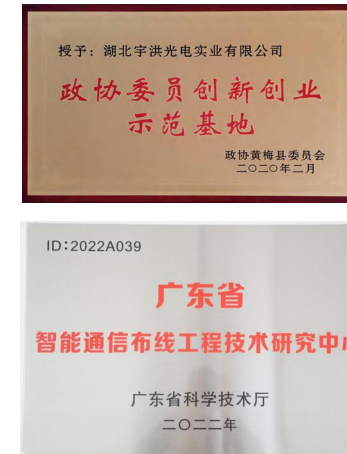 授予：湖北宇洪光电实业有限公司
政协委员创新创业
示范基地
政协黄梅县委员会
二〇二〇年二月
ID:2022A039
广东省
智能通信布线工程技术研究中心
广东省科学技术厅
二〇二二年